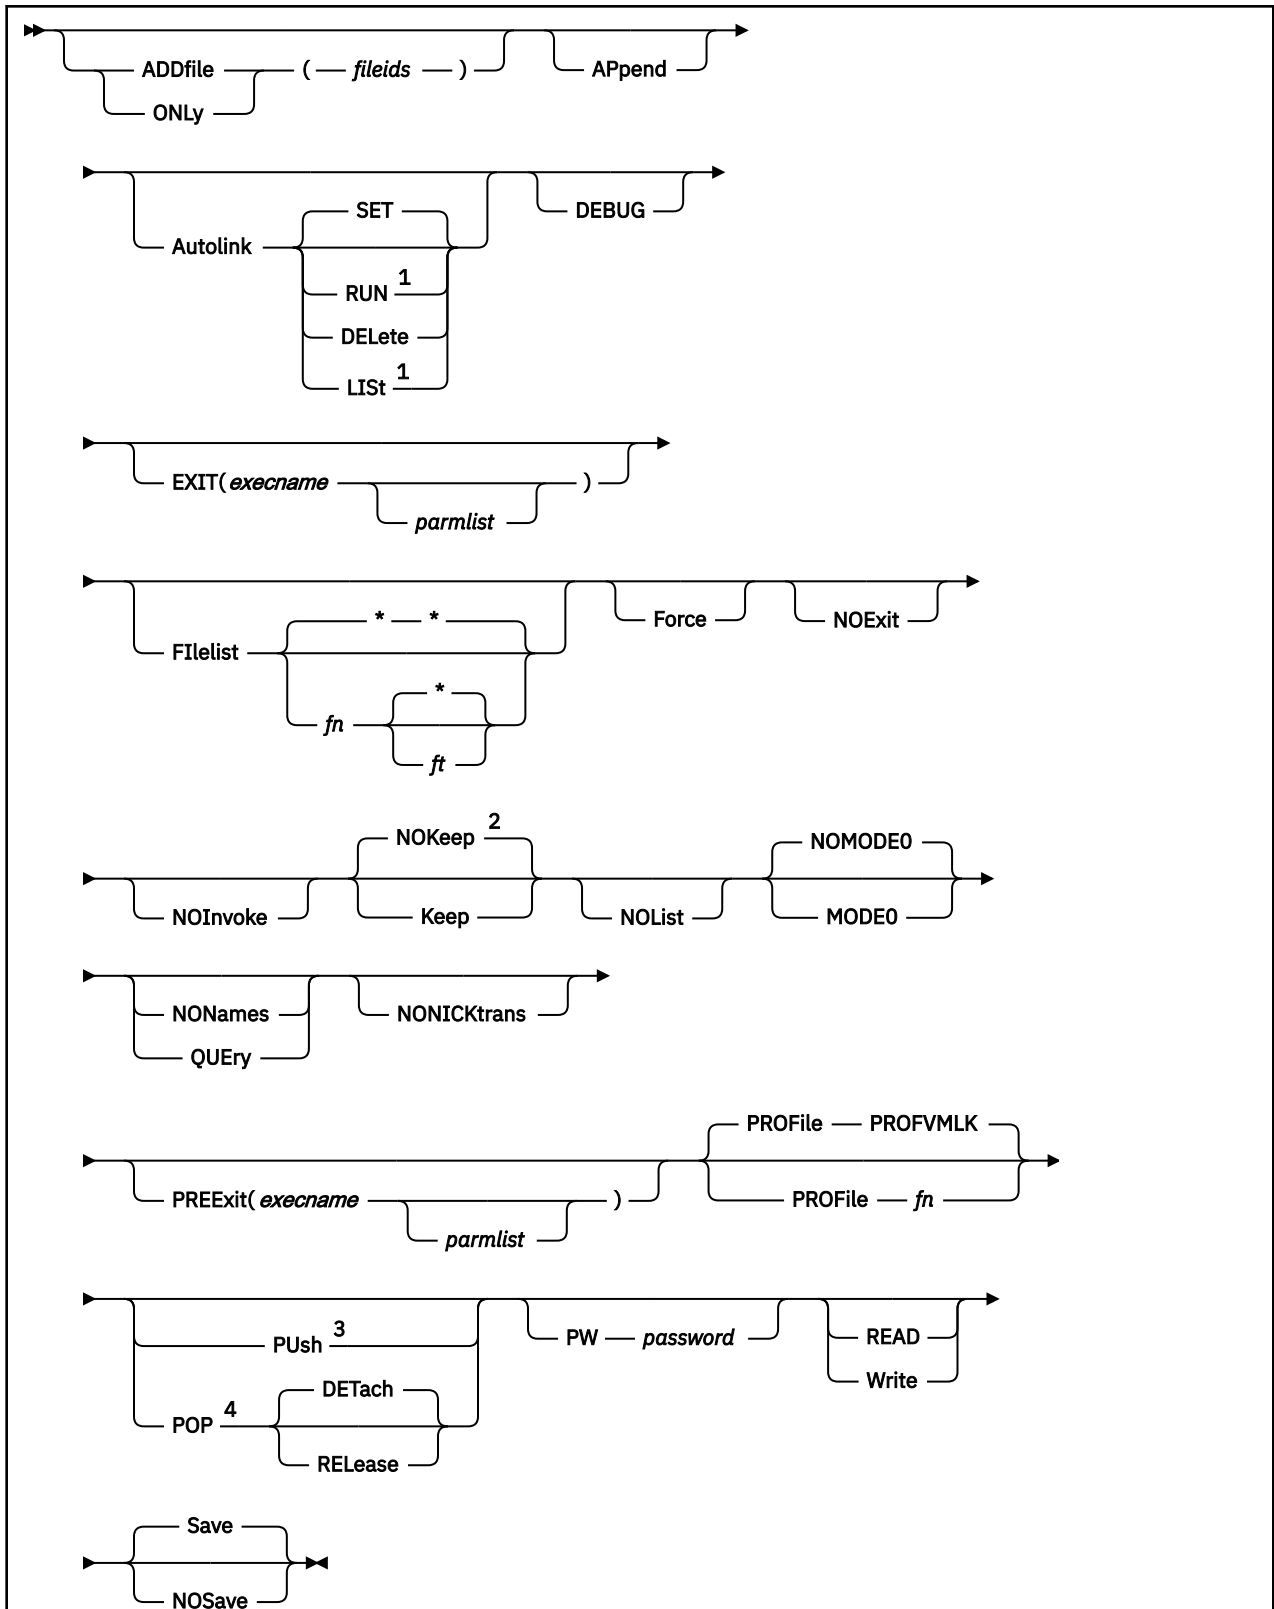 ADDfile ( fileids ) APpend
ONLy
SET DEBUG
Autolink
RUN 1
DELete
LISt 1
EXIT( execname )
parmlist
* * Force NOExit
FIlelist
*
fn
ft
NOKeep 2 NOMODE0
NOInvoke Keep NOList MODE0
NONames NONICKtrans
QUEry
PROFile PROFVMLK
PREExit( execname ) PROFile fn
parmlist
PUsh 3 PW password READ
DETach Write
POP 4
RELease
Save
NOSave